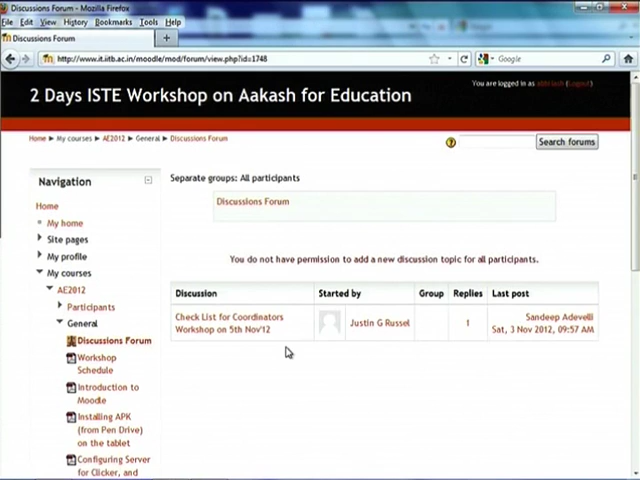 Discussions Forum - Mozilla Firefox
File Edit View History Bookmarks Tools Help
Discussions Forum
http://www.it.iitb.ac.in/moodle/mod/forum/view.php?id=1748
Google
You are logged in as abhilash (Logout)
2 Days ISTE Workshop on Aakash for Education
Home ► My courses ► AE2012 ► General ► Discussions Forum
Search forums
Navigation
Home
My home
Site pages
My profile
My courses
AE2012
Participants
General
Discussions Forum
Workshop
Schedule
Introduction to
Moodle
Installing APK
(from Pen Drive)
on the tablet
Configuring Server
for Clicker, and
Separate groups: All participants
Discussions Forum
You do not have permission to add a new discussion topic for all participants.
Discussion Started by Group Replies Last post
Check List for Coordinators
Workshop on 5th Nov'12
Justin G Russel
1
Sandeep Adevelli
Sat, 3 Nov 2012, 09:57 AM